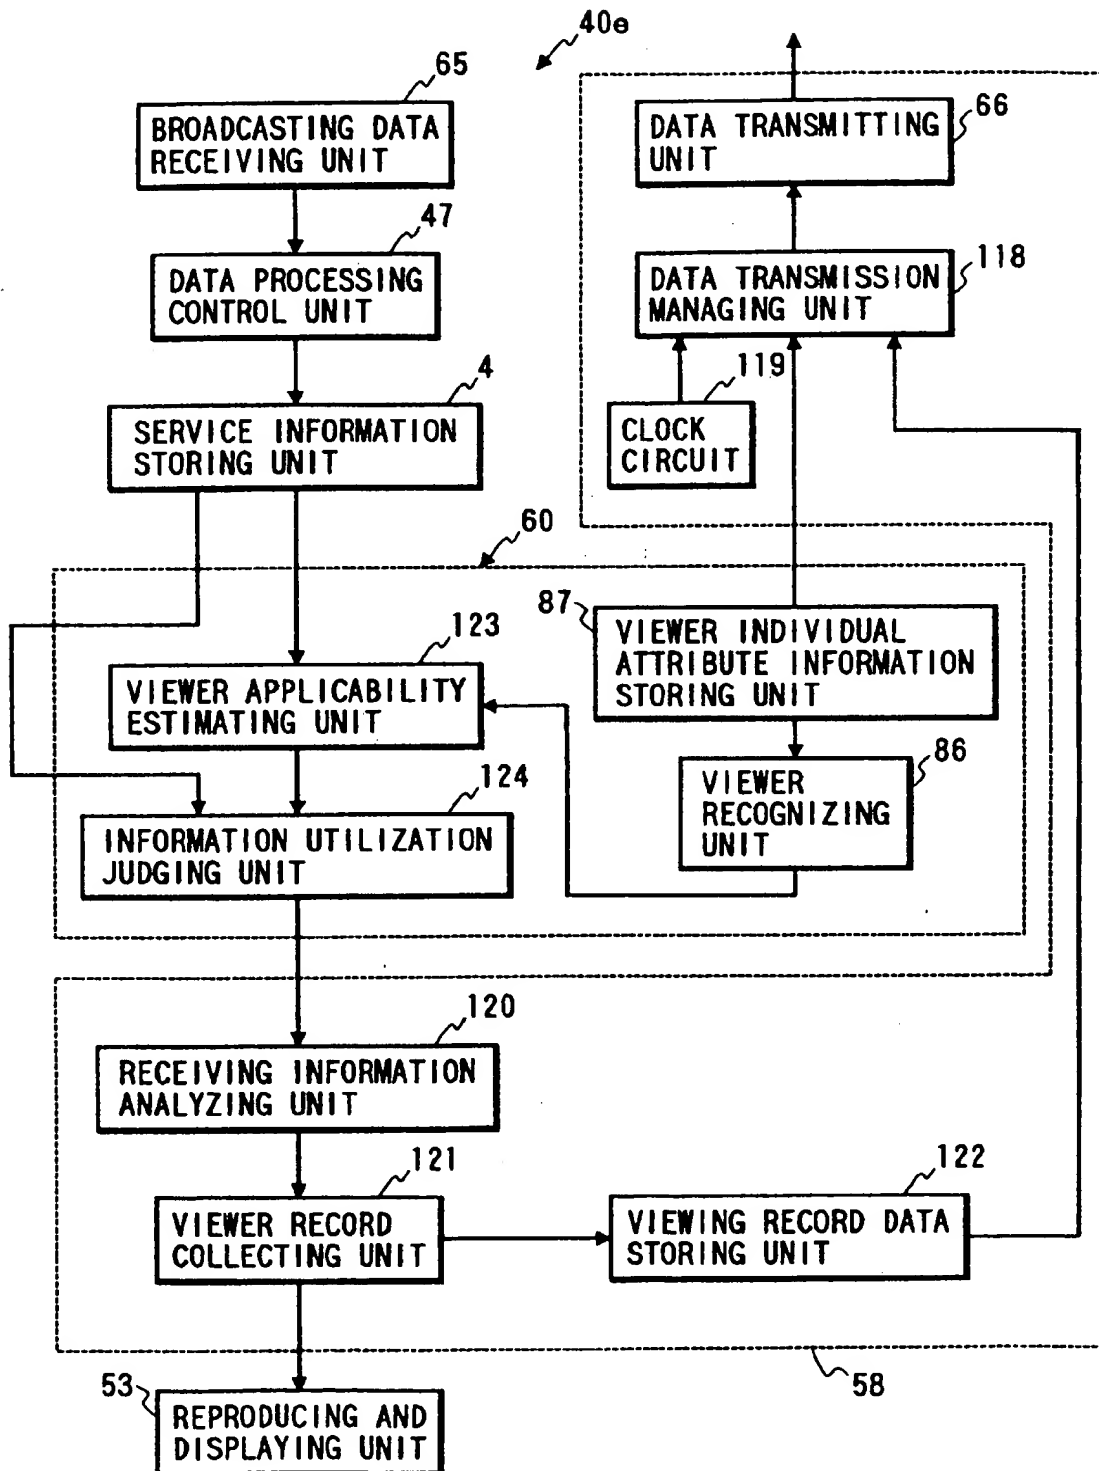 40e
65
BROADCASTING DATA
RECEIVING UNIT
DATA TRANSMITTING
UNIT
66
47
DATA PROCESSING
CONTROL UNIT
DATA TRANSMISSION
MANAGING UNIT
118
4
SERVICE INFORMATION
STORING UNIT
119
CLOCK
CIRCUIT
60
87
VIEWER INDIVIDUAL
ATTRIBUTE INFORMATION
STORING UNIT
123
VIEWER APPLICABILITY
ESTIMATING UNIT
86
VIEWER
RECOGNIZING
UNIT
124
INFORMATION UTILIZATION
JUDGING UNIT
120
RECEIVING INFORMATION
ANALYZING UNIT
121
VIEWER RECORD
COLLECTING UNIT
122
VIEWING RECORD DATA
STORING UNIT
58
53
REPRODUCING AND
DISPLAYING UNIT